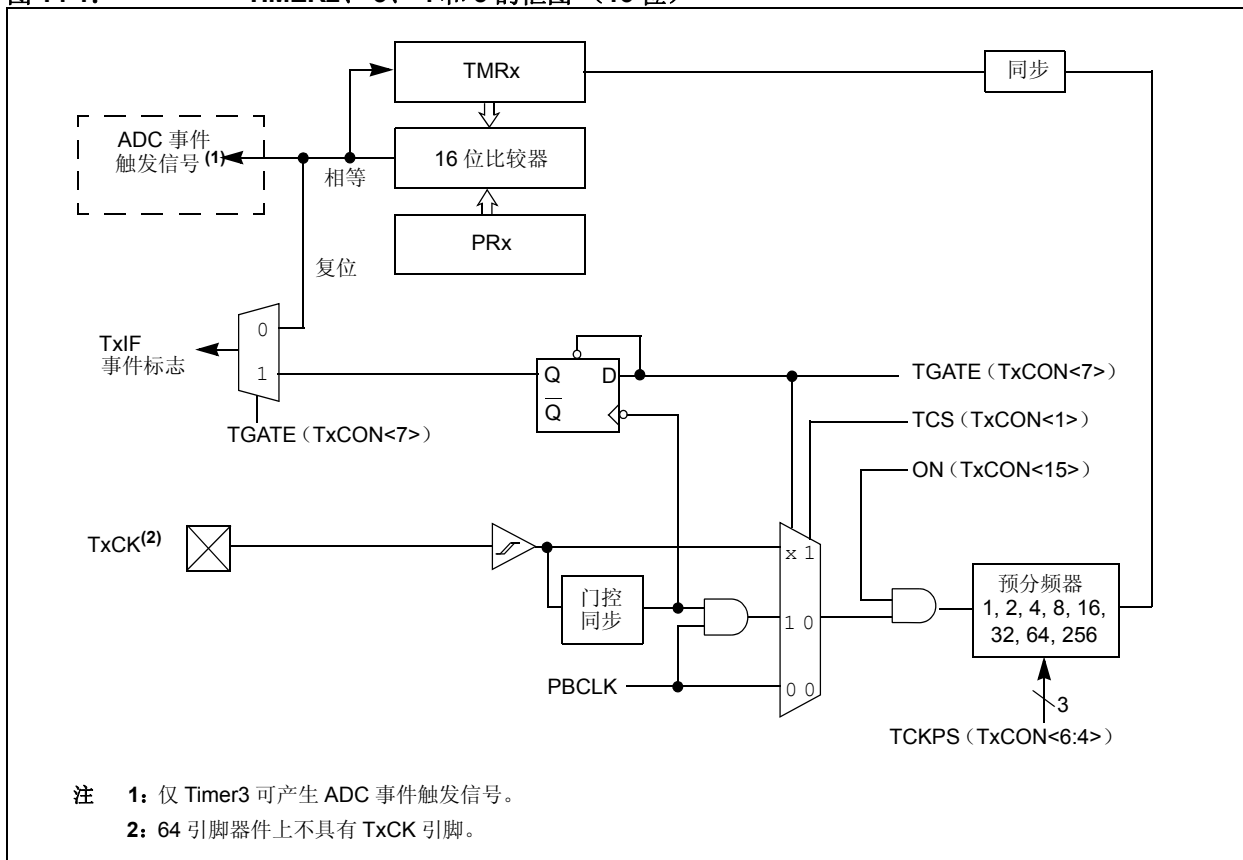 TMRx
同步
ADC 事件
触发信号(1)
16 位比较器
相等
PRx
复位
0
TxIF
事件标志
1
Q D
Q
TGATE（TxCON<7>）
TGATE（TxCON<7>）
TCS（TxCON<1>）
ON（TxCON<15>）
TxCK(2)
x 1
门控
同步
1 0
预分频器
1, 2, 4, 8, 16,
32, 64, 256
PBCLK
0 0
3
TCKPS（TxCON<6:4>）
注 1：仅 Timer3 可产生 ADC 事件触发信号。
2：64 引脚器件上不具有 TxCK 引脚。